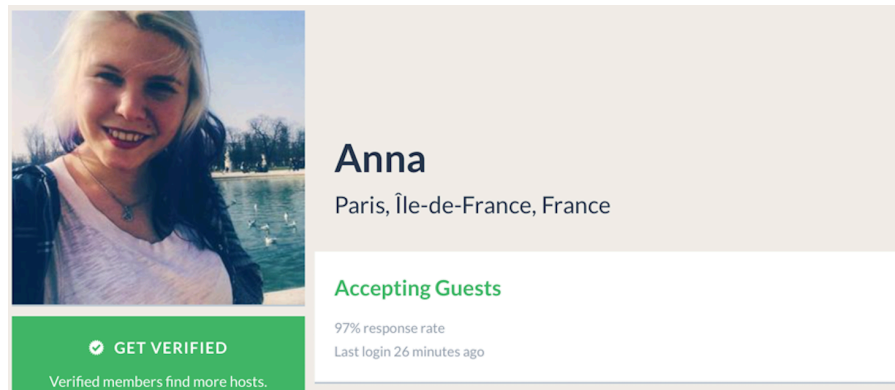 Anna
Paris, Île-de-France, France
Accepting Guests
97% response rate
Last login 26 minutes ago
GET VERIFIED
Verified members find more hosts.